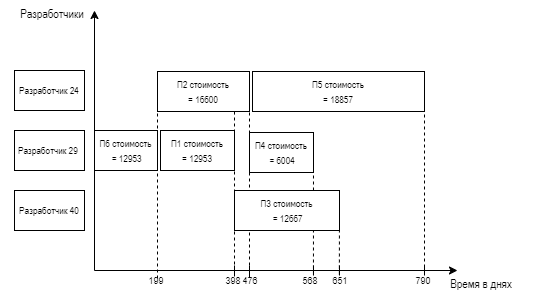 Разработчики
Разработчик 24
П2 стоимость
= 16600
П5 стоимость
= 18857
Разработчик 29
П6 стоимость
= 12953
П1 стоимость
= 12953
П4 стоимость
= 6004
Разработчик 40
П3 стоимость
= 12667
199 398 476 568 651 790
Время в днях